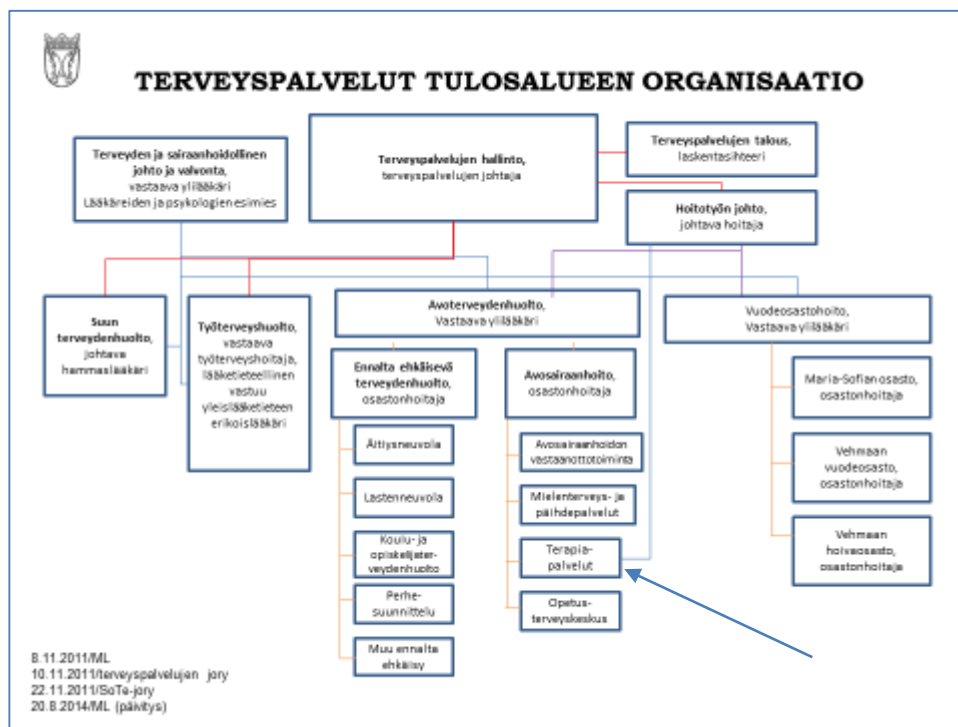 TERVEYSPALVELUT TULOSALUEEN ORGANISAATIO
Terveyden ja sairaanhoidollinen
johto ja valvonta,
vastaava ylilääkäri
Lääkäreiden ja psykologien esimies
Terveyspalvelujen hallinto,
terveyspalvelujen johtaja
Terveyspalvelujen talous,
laskentasihteeri
Hoitotyön johto,
johtava hoitaja
Suun
terveydenhuolto,
johtava
hammaslääkäri
Työterveyshuolto,
vastaava
työterveyshoitaja,
lääketieteellinen
vastuu
yleislääketieteen
erikoislääkäri
Avoterveydenhuolto,
Vastaava ylilääkäri
Vuodeosastohoito,
Vastaava ylilääkäri
Ennalta ehkäisevä
terveydenhuolto,
osastonhoitaja
Äitiysneuvola
Lastenneuvola
Koulu- ja
opiskelijater-
veydenhuolto
Perhe-
suunnittelu
Muu ennalta
ehkäisy
Avosairaanhoito,
osastonhoitaja
Avosairaanhoidon
vastaanottotoiminta
Mielenterveys- ja
päihdepalvelut
Terapia-
palvelut
Opetus-
terveyskeskus
Maria-Sofian osasto,
osastonhoitaja
Vehmaan
vuodeosasto,
osastonhoitaja
Vehmaan
hoivaosasto,
osastonhoitaja
8.11.2011/ML
10.11.2011/terveyspalvelujen jory
22.11.2011/SoTe-jory
20.8.2014/ML (päivitys)